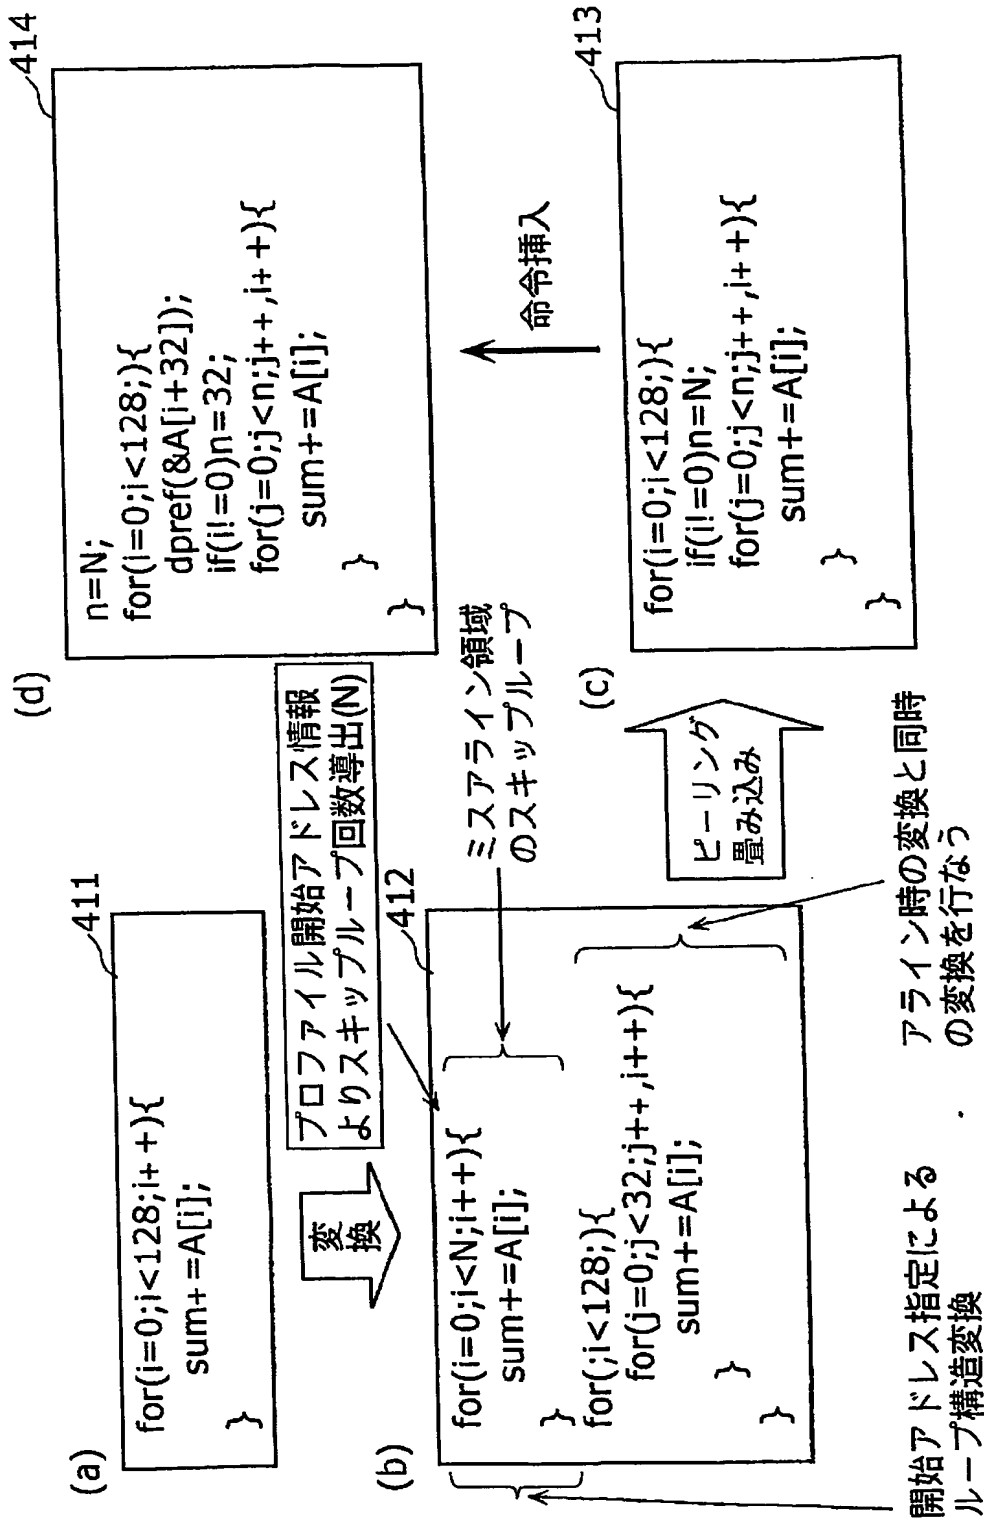 (a)
411
for(i=0;i<128;i++){
sum+=A[i];
}
変
換
プロファイル開始アドレス情報
よりスキップループ回数導出(N)
(b)
412
for(i=0;i<N;i++){
sum+=A[i];
}
for(;i<128;){
for(j=0;j<32;j++,i++){
sum+=A[i];
}
}
ミスアライン領域
のスキップループ
開始アドレス指定による
ループ構造変換
アライン時の変換と同時
の変換を行なう
ピーリング
畳み込み
(c)
413
for(i=0;i<128;){
if(i!=0)n=N;
for(j=0;j<n;j++,i++){
sum+=A[i];
}
}
命令挿入
(d)
414
n=N;
for(i=0;i<128;){
dpref(&A[i+32]);
if(i!=0)n=32;
for(j=0;j<n;j++,i++){
sum+=A[i];
}
}